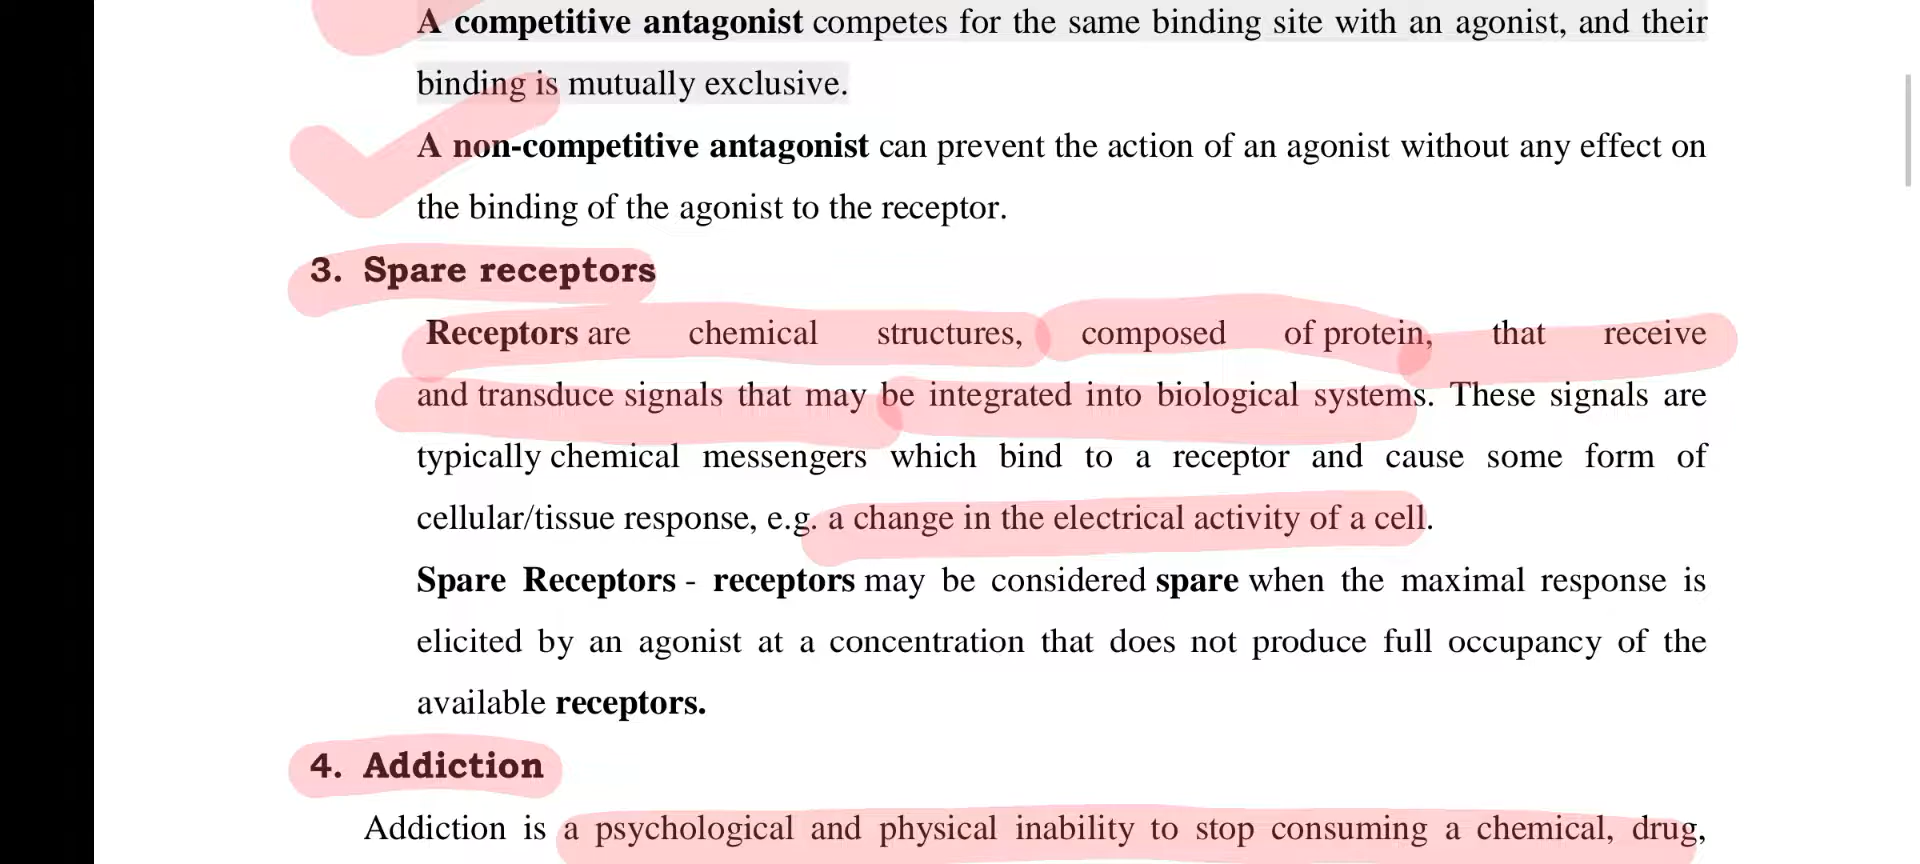 A competitive antagonist competes for the same binding site with an agonist, and their
binding is mutually exclusive.
A non-competitive antagonist can prevent the action of an agonist without any effect on
the binding of the agonist to the receptor.
3. Spare receptors
Receptors are chemical structures, composed of protein, that receive
and transduce signals that may be integrated into biological systems. These signals are
typically chemical messengers which bind to a receptor and cause some form of
cellular/tissue response, e.g. a change in the electrical activity of a cell.
Spare Receptors - receptors may be considered spare when the maximal response is
elicited by an agonist at a concentration that does not produce full occupancy of the
available receptors.
4. Addiction
Addiction is a psychological and physical inability to stop consuming a chemical, drug,